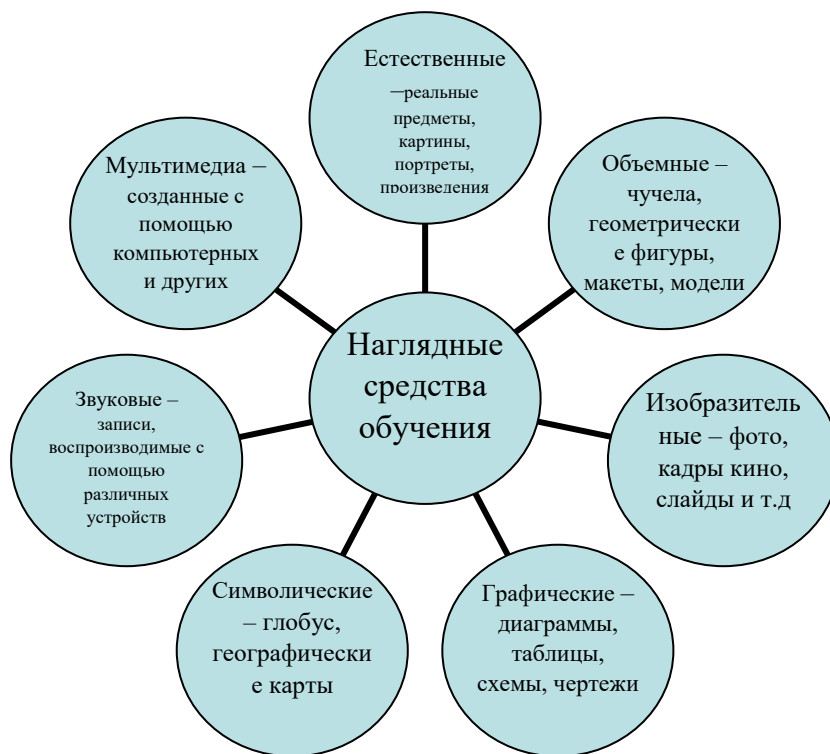 Естественные
–реальные
предметы,
картины,
портреты,
произведения
Объемные –
чучела,
геометрически
е фигуры,
макеты, модели
Изобразитель
ные – фото,
кадры кино,
слайды и т.д
Графические –
диаграммы,
таблицы,
схемы, чертежи
Символические
– глобус,
географически
е карты
Звуковые –
записи,
воспроизводимые с
помощью
различных
устройств
Мультимедиа –
созданные с
помощью
компьютерных
и других
Наглядные
средства
обучения